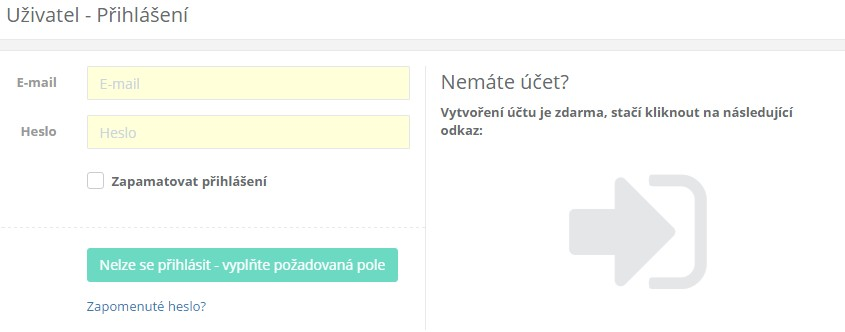 Uživatel - Přihlášení
E-mail
E-mail
Heslo
Heslo
Zapamatovat přihlášení
Nelze se přihlásit - vyplňte požadovaná pole
Zapomenuté heslo?
Nemáte účet?
Vytvoření účtu je zdarma, stačí kliknout na následující
odkaz: